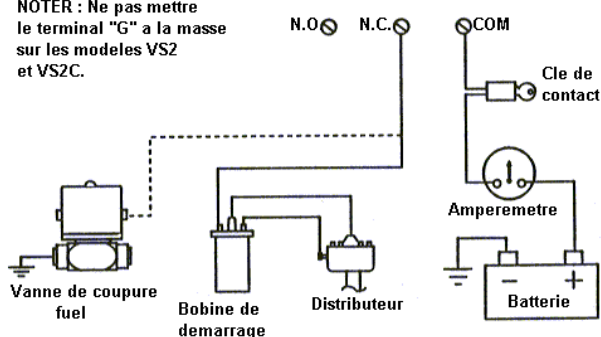 NOTER : Ne pas mettre
le terminal "G" a la masse
sur les modeles VS2
et VS2C.
N.O N.C. COM
Cle de
contact
Amperemetre
Vanne de coupure
fuel
Bobine de
demarrage
Distributeur
− +
Batterie